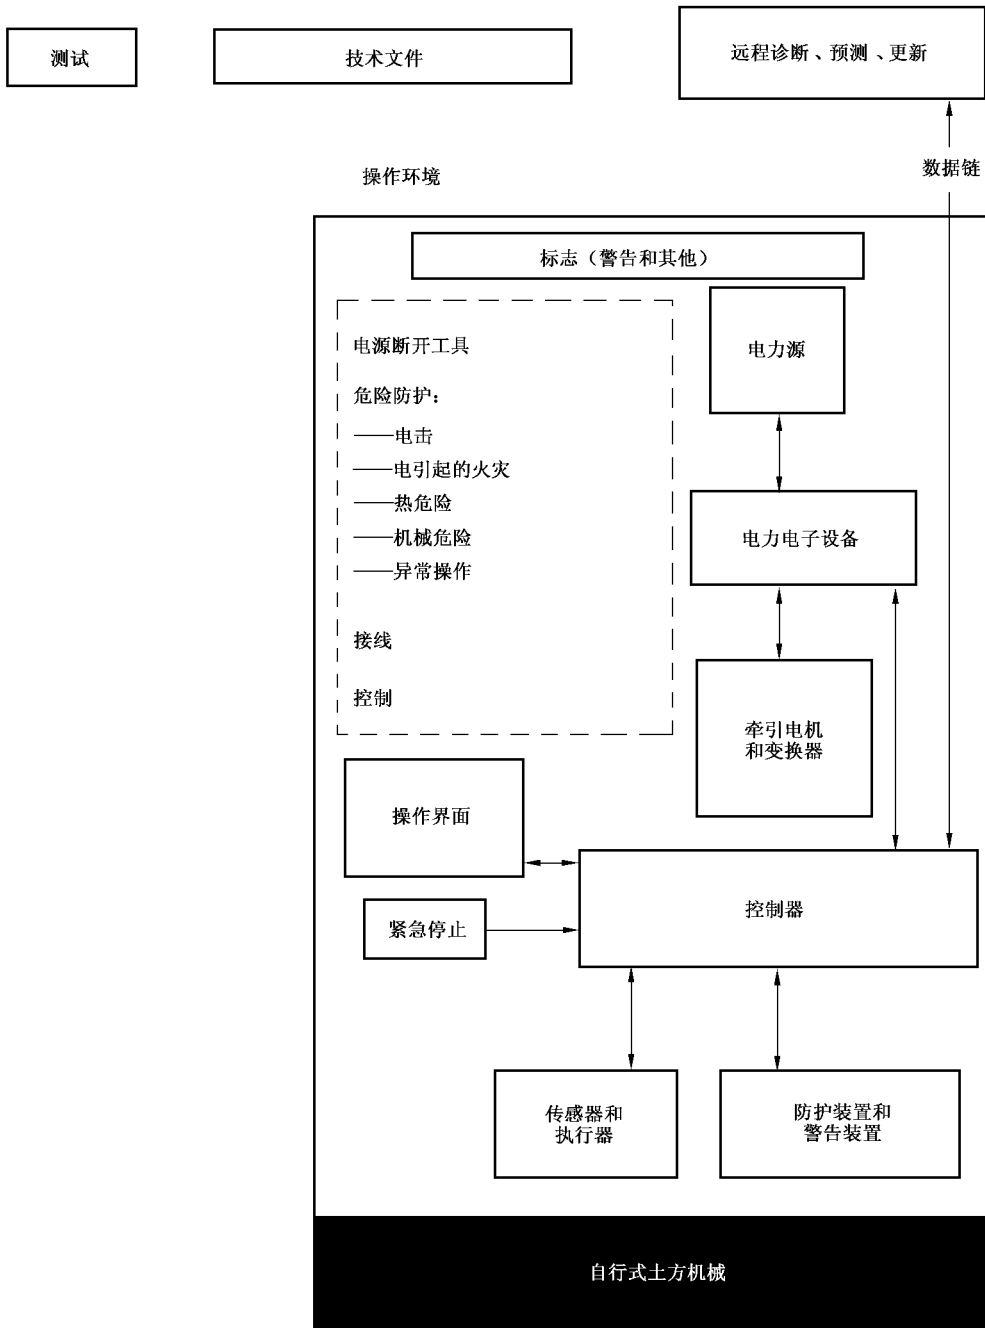 测试
技术文件
远程诊断、预测、更新
数据链
操作环境
标志(警告和其他)
电源断开工具
危险防护:
——电击
——电引起的火灾
——热危险
——机械危险
——异常操作
接线
控制
电力源
电力电子设备
牵引电机
和变换器
操作界面
紧急停止
控制器
传感器和
执行器
防护装置和
警告装置
自行式土方机械